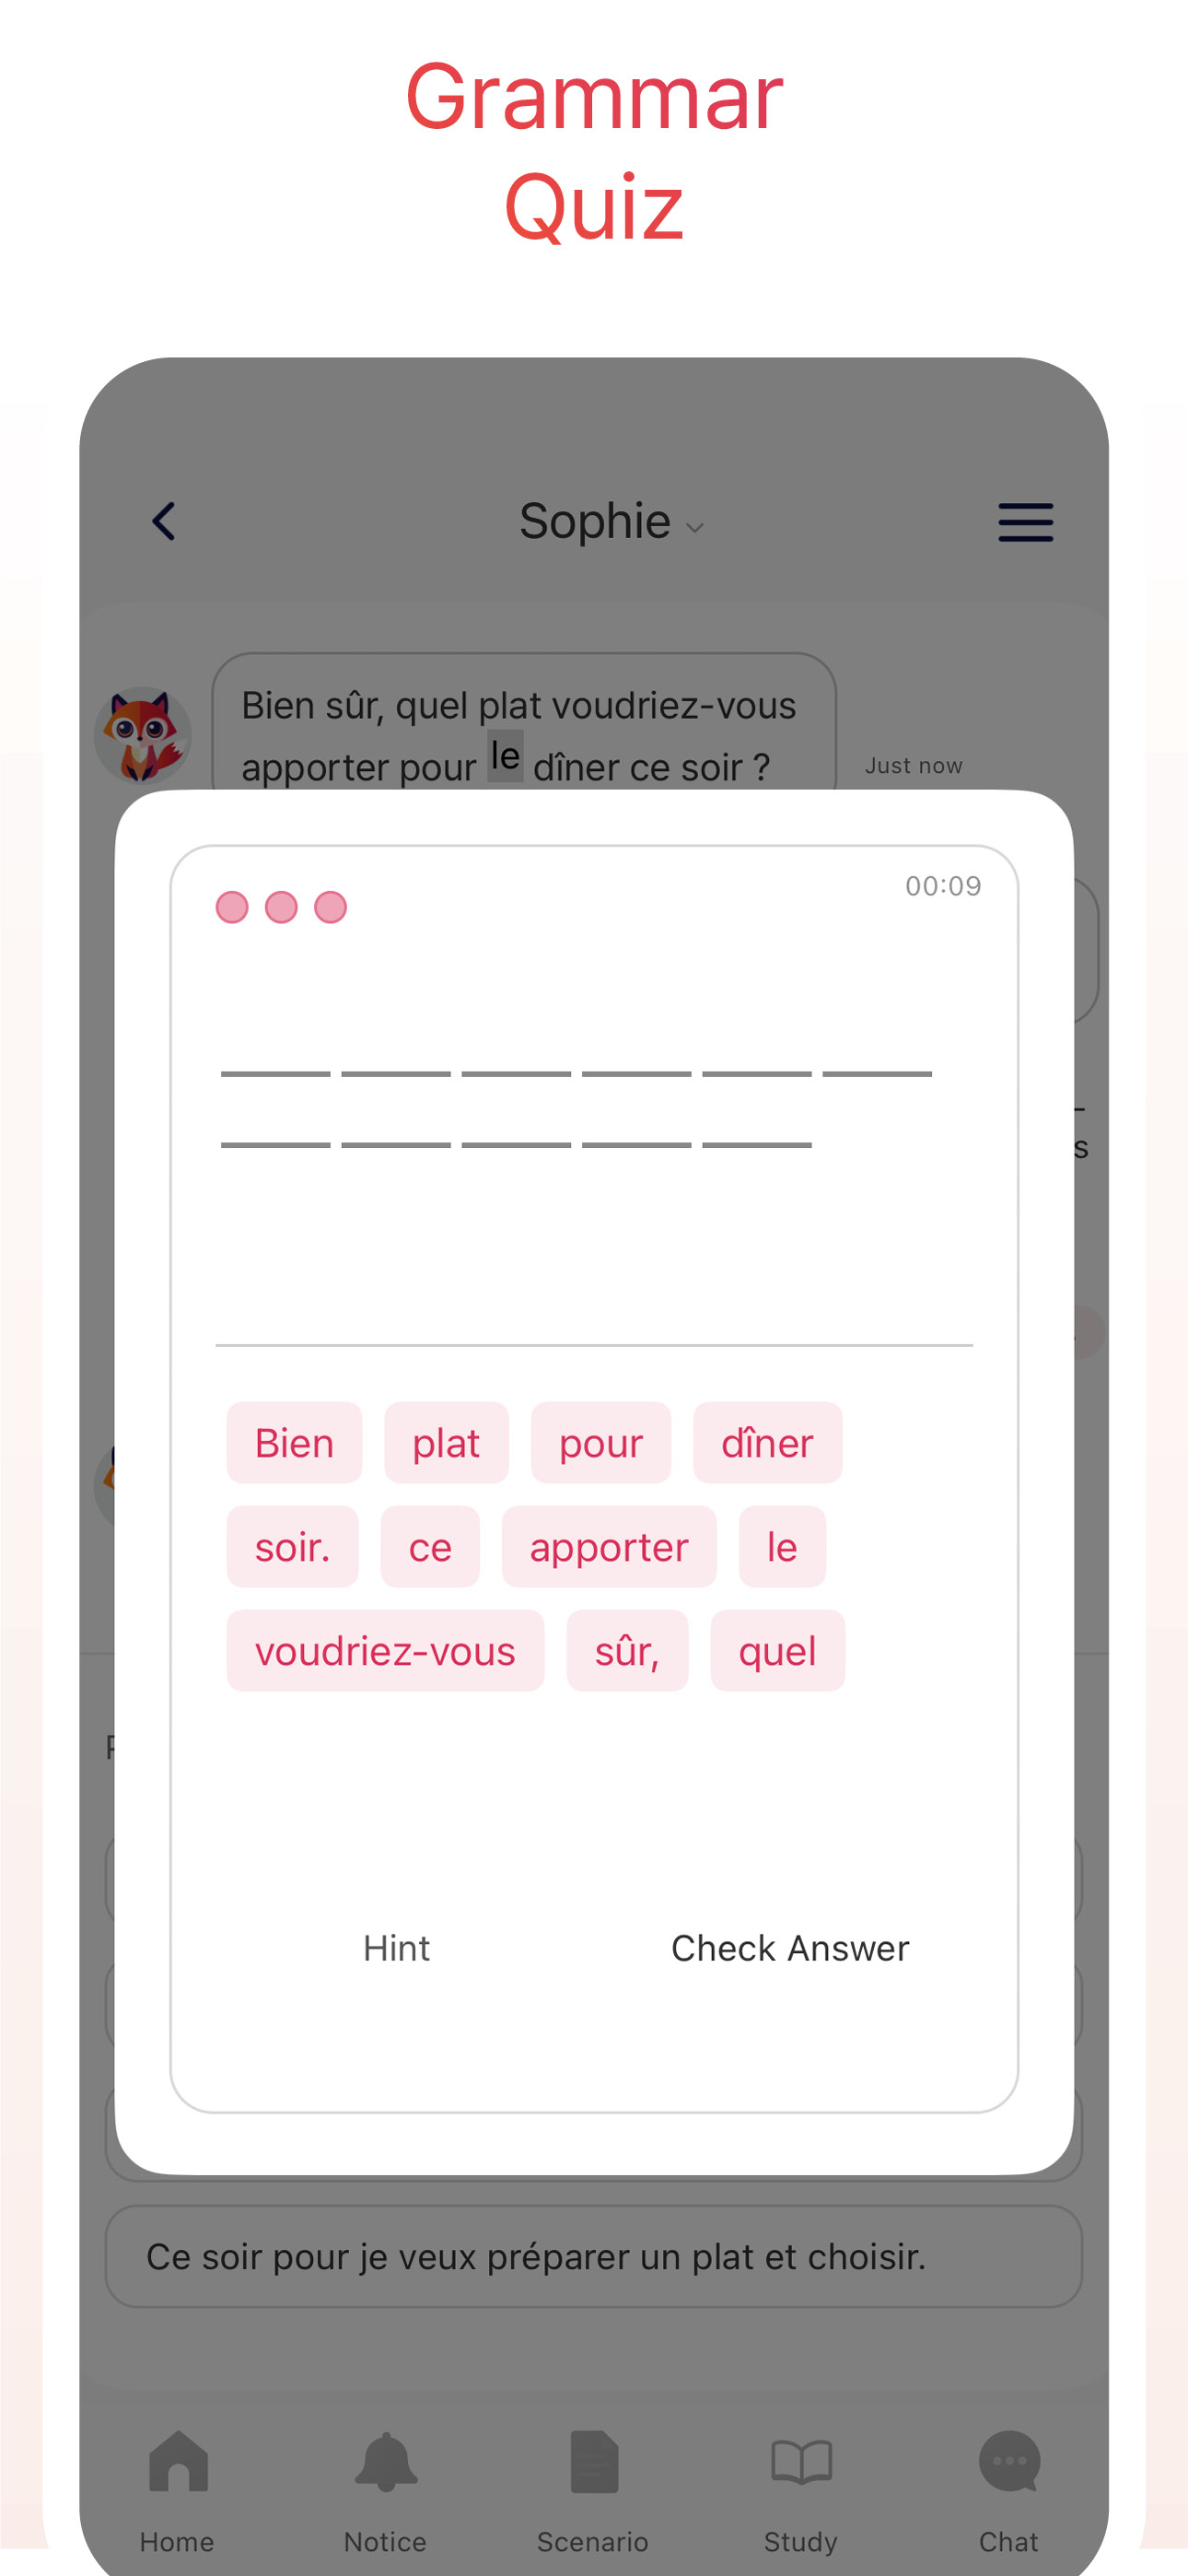 Grammar
Quiz
Sophie
Bien sûr, quel plat voudriez-vous
apporter pour le dîner ce soir ?
Just now
00:09
Bien plat pour dîner
soir. ce apporter le
voudriez-vous sûr, quel
Hint Check Answer
Ce soir pour je veux préparer un plat et choisir.
Home Notice Scenario Study Chat